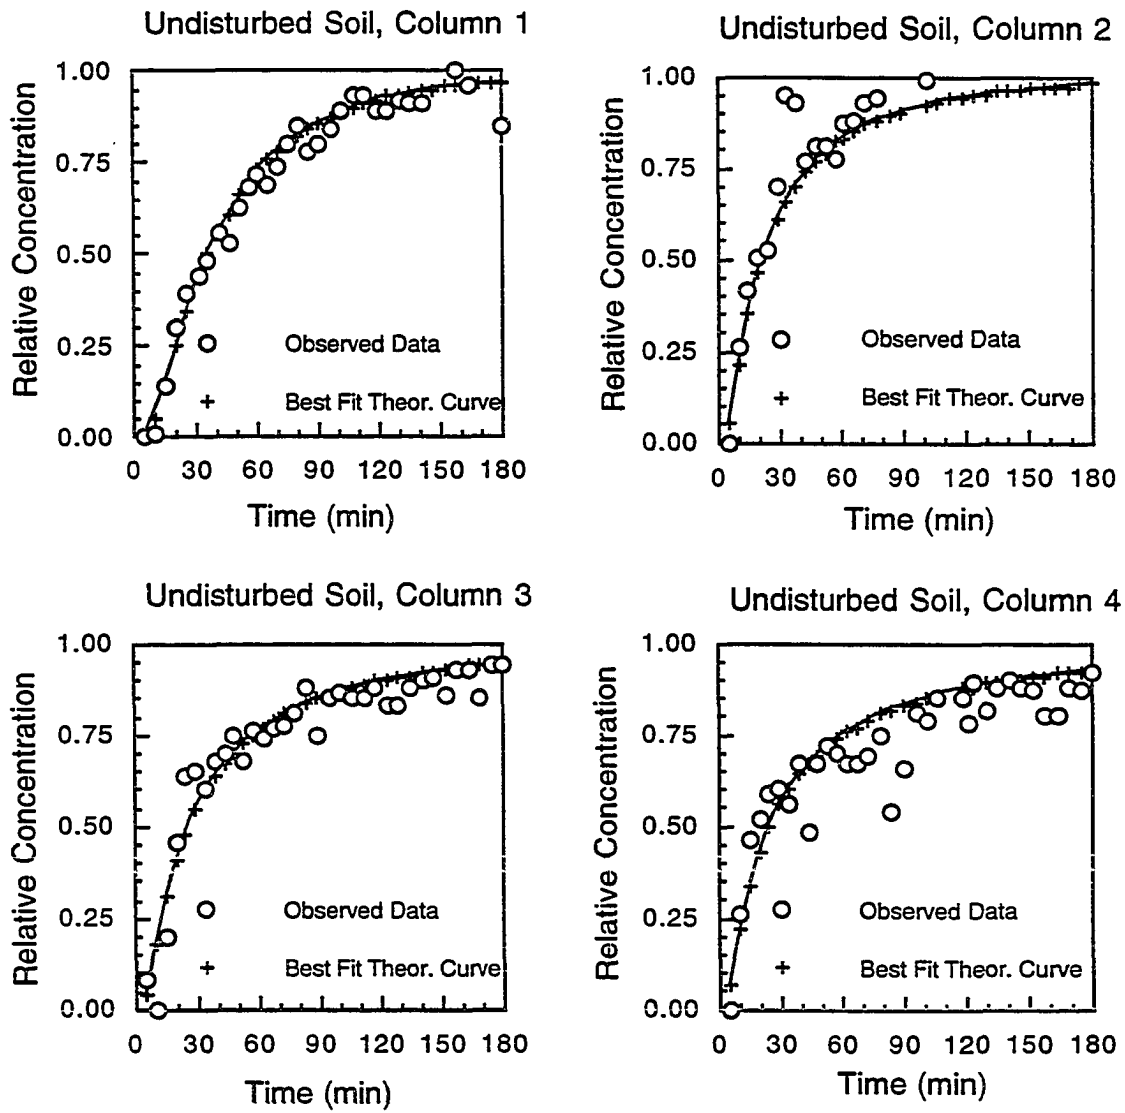 Undisturbed Soil, Column 1
Relative Concentration
1.00
0.75
0.50
0.25
0.00
Observed Data
Best Fit Theor. Curve
0 30 60 90 120 150 180
Time (min)
Undisturbed Soil, Column 2
Relative Concentration
1.00
0.75
0.50
0.25
0.00
Observed Data
Best Fit Theor. Curve
0 30 60 90 120 150 180
Time (min)
Undisturbed Soil, Column 3
Relative Concentration
1.00
0.75
0.50
0.25
0.00
Observed Data
Best Fit Theor. Curve
0 30 60 90 120 150 180
Time (min)
Undisturbed Soil, Column 4
Relative Concentration
1.00
0.75
0.50
0.25
0.00
Observed Data
Best Fit Theor. Curve
0 30 60 90 120 150 180
Time (min)